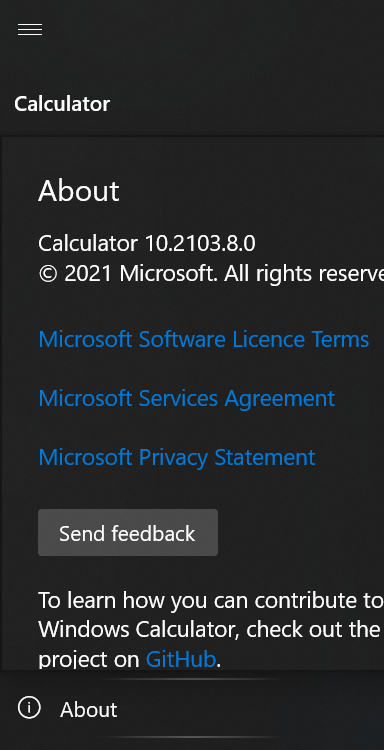 Calculator
About
Calculator 10.2103.8.0
© 2021 Microsoft. All rights reserve
Microsoft Software Licence Terms
Microsoft Services Agreement
Microsoft Privacy Statement
Send feedback
To learn how you can contribute to
Windows Calculator, check out the
project on GitHub.
About